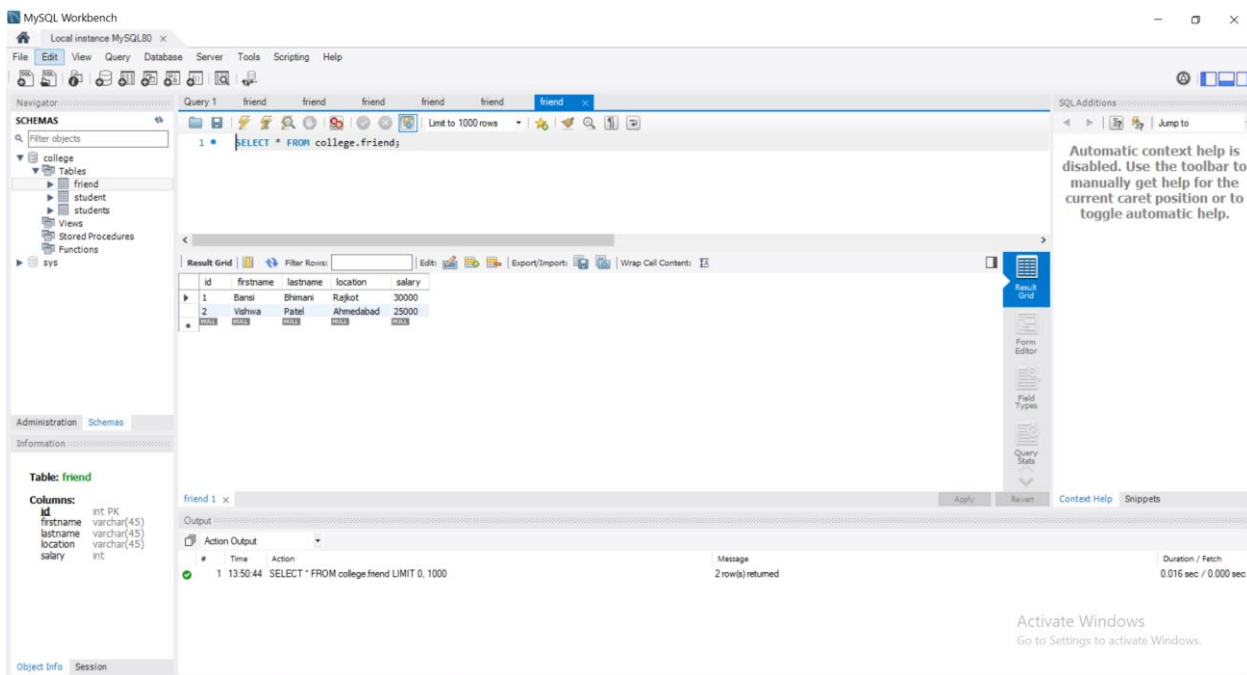 MySQL Workbench
Local instance MySQL80
File Edit View Query Database Server Tools Scripting Help
Navigator
SCHEMAS
Filter objects
college
Tables
friend
student
students
Views
Stored Procedures
Functions
sys
Administration Schemas
Information
Table: friend
Columns:
id int PK
firstname varchar(45)
lastname varchar(45)
location varchar(45)
salary int
Object Info Session
Query 1 friend friend friend friend friend friend
Limit to 1000 rows
1 SELECT * FROM college.friend;
Result Grid Filter Rows: Edit: Export/Import: Wrap Cell Content:
id firstname lastname location salary
1 Bansi Bhimani Rajkot 30000
2 Vishwa Patel Ahmedabad 25000
NULL NULL NULL NULL NULL
Result
Grid
Form
Editor
Field
Types
Query
Stats
friend 1 Apply Revert
Output
Action Output
# Time Action Message Duration / Fetch
1 13:50:44 SELECT * FROM college.friend LIMIT 0, 1000 2 row(s) returned 0.016 sec / 0.000 sec
SQLAdditions
Jump to
Automatic context help is
disabled. Use the toolbar to
manually get help for the
current caret position or to
toggle automatic help.
Context Help Snippets
Activate Windows
Go to Settings to activate Windows.